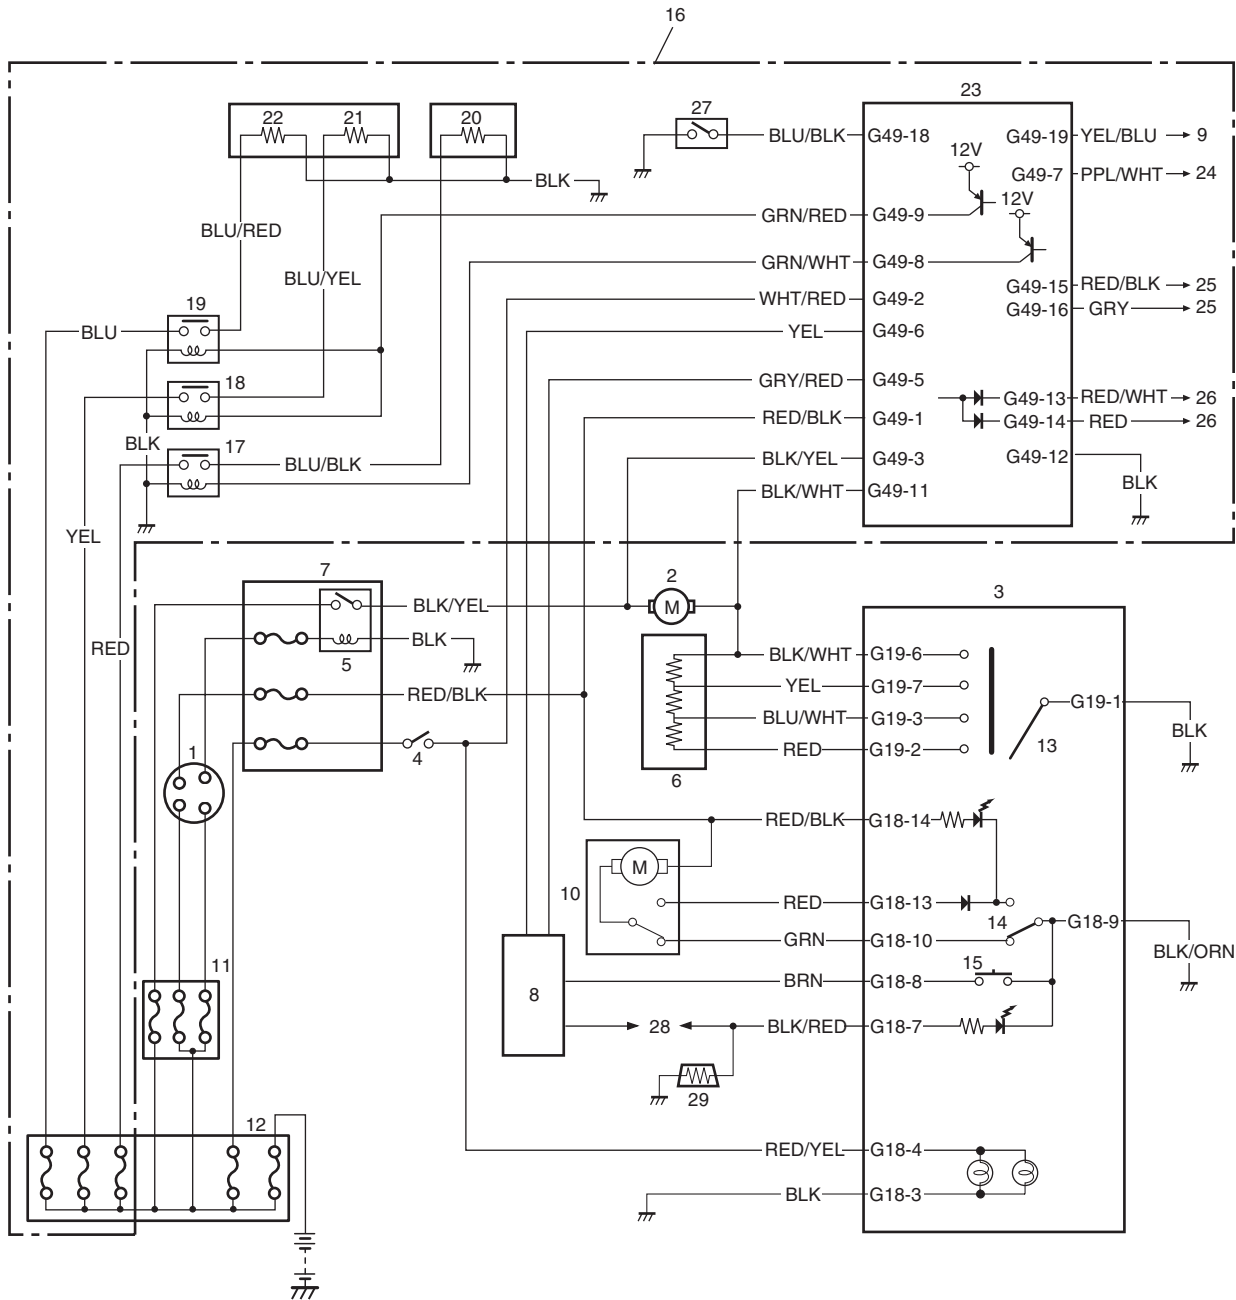 16
22
21
20
27
23
BLU/BLK
G49-18
G49-19
YEL/BLU
9
12V
G49-7
PPL/WHT
24
BLK
12V
GRN/RED
G49-9
BLU/RED
GRN/WHT
G49-8
BLU/YEL
G49-15
RED/BLK
25
19
WHT/RED
G49-2
G49-16
GRY
25
BLU
YEL
G49-6
18
GRY/RED
G49-5
G49-13
RED/WHT
26
RED/BLK
G49-1
G49-14
RED
26
BLK
17
BLU/BLK
BLK/YEL
G49-3
G49-12
BLK/WHT
G49-11
BLK
YEL
7
2
3
BLK/YEL
M
RED
BLK
5
BLK/WHT
G19-6
YEL
G19-7
RED/BLK
G19-1
BLU/WHT
G19-3
BLK
13
1
4
RED
G19-2
6
RED/BLK
G18-14
M
10
RED
G18-13
14
G18-9
GRN
G18-10
BLK/ORN
11
15
8
BRN
G18-8
28
BLK/RED
G18-7
29
12
RED/YEL
G18-4
BLK
G18-3